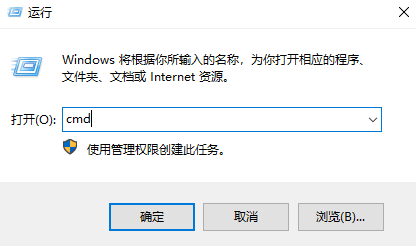 运行
Windows 将根据你所输入的名称，为你打开相应的程序、
文件夹、文档或 Internet 资源。
打开(O): cmd
使用管理权限创建此任务。
确定 取消 浏览(B)...